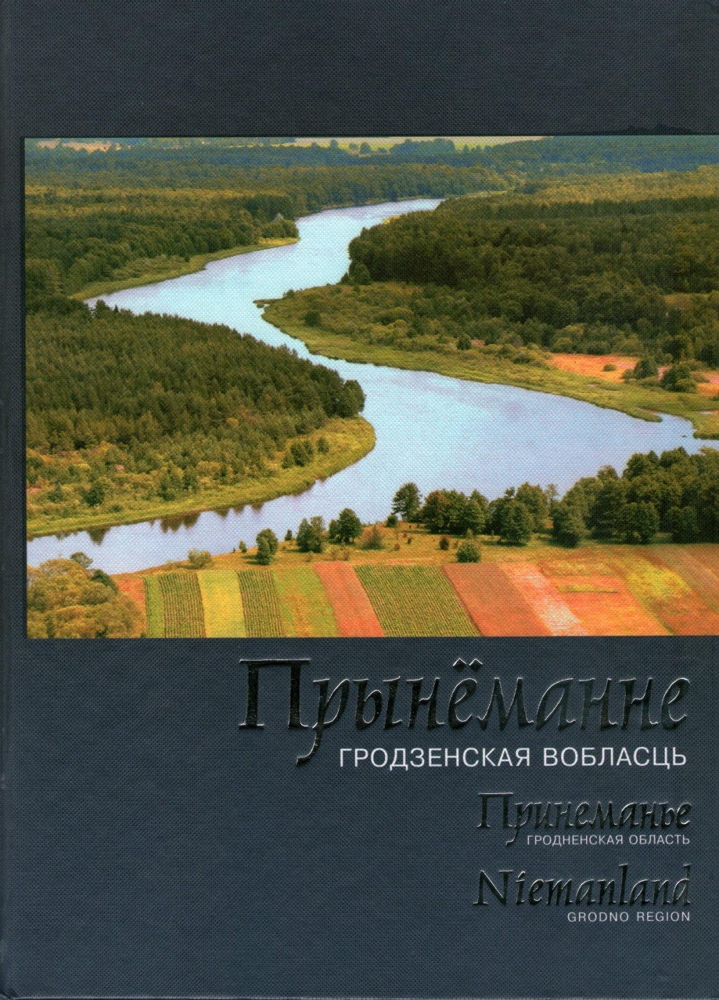 Прынёманне
ГРОДЗЕНСКАЯ ВОБЛАСЦЬ
Принеманье
ГРОДНЕНСКАЯ ОБЛАСТЬ
Niemanland
GRODNO REGION